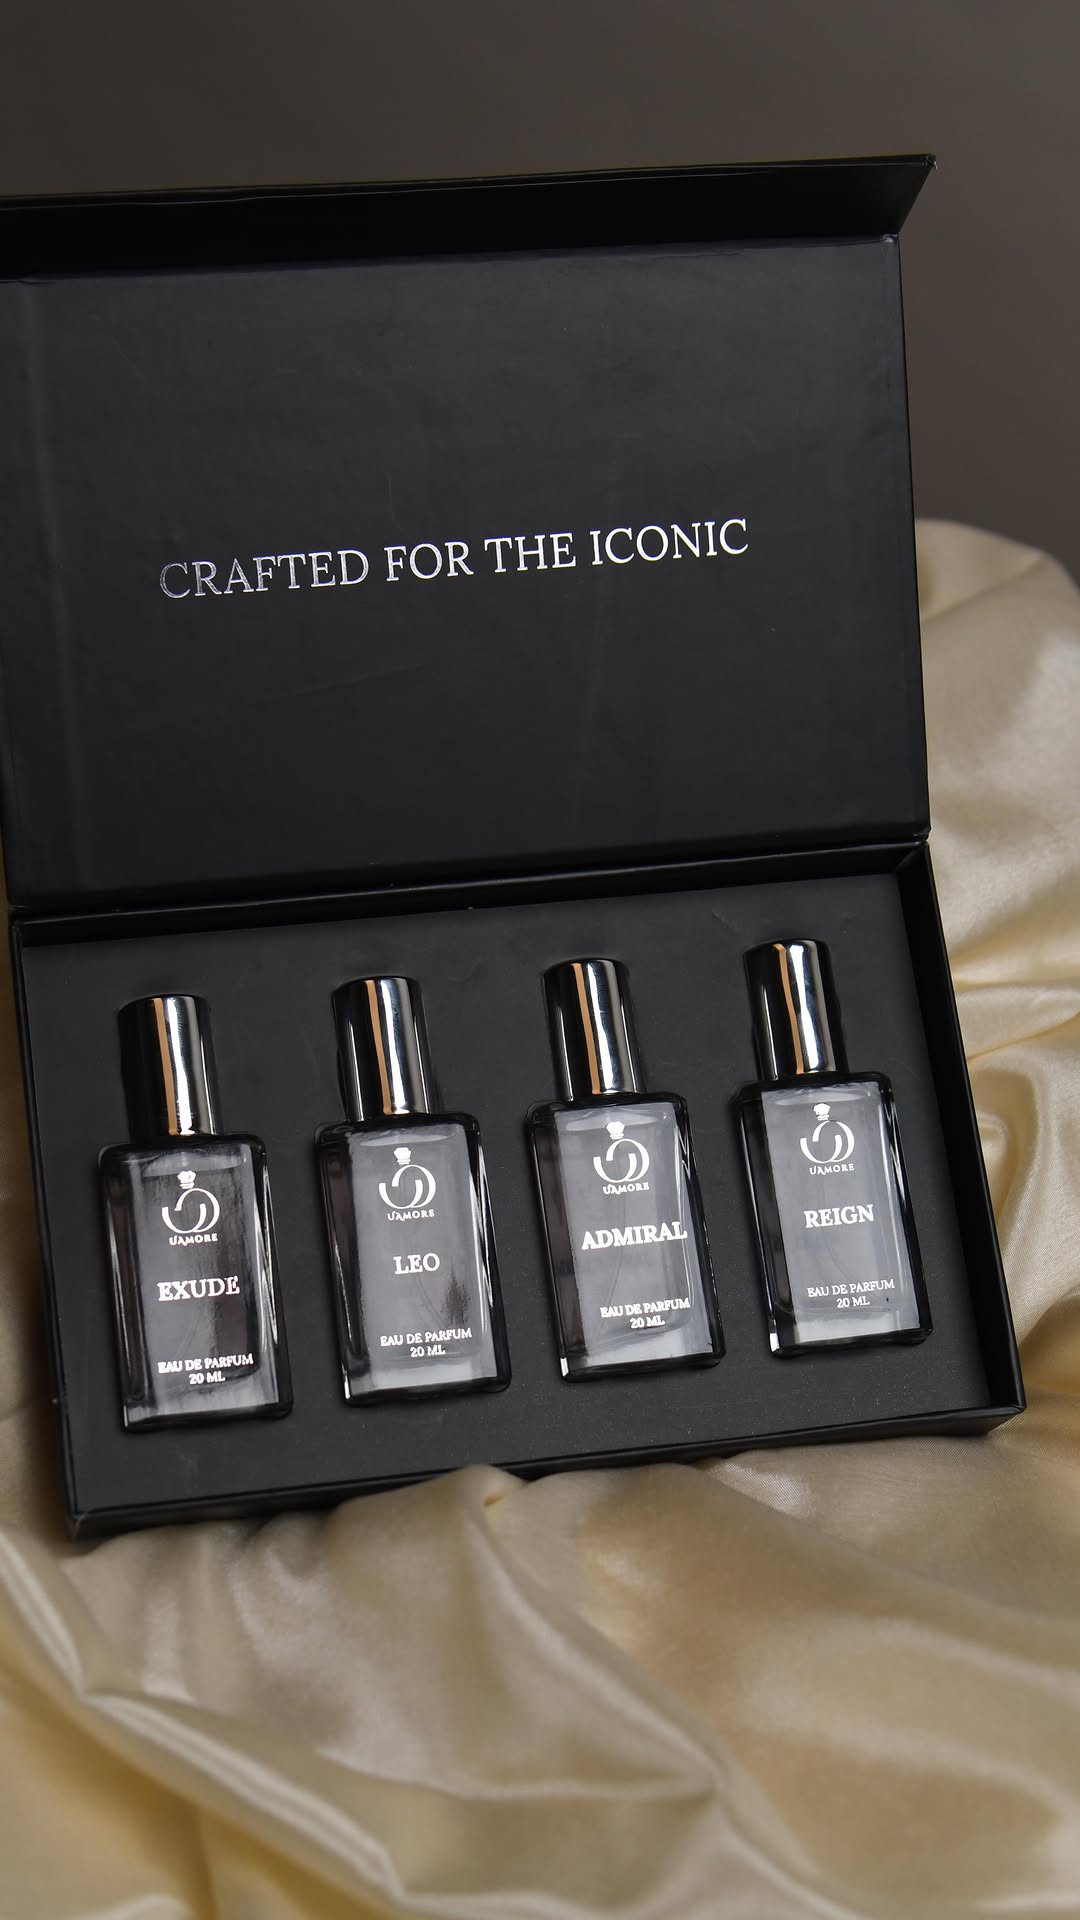 CRAFTED FOR THE ICONIC
U'AMORE
EXUDE
EAU DE PARFUM
20 ML
U'AMORE
LEO
EAU DE PARFUM
20 ML
U'AMORE
ADMIRAL
EAU DE PARFUM
20 ML
U'AMORE
REIGN
EAU DE PARFUM
20 ML